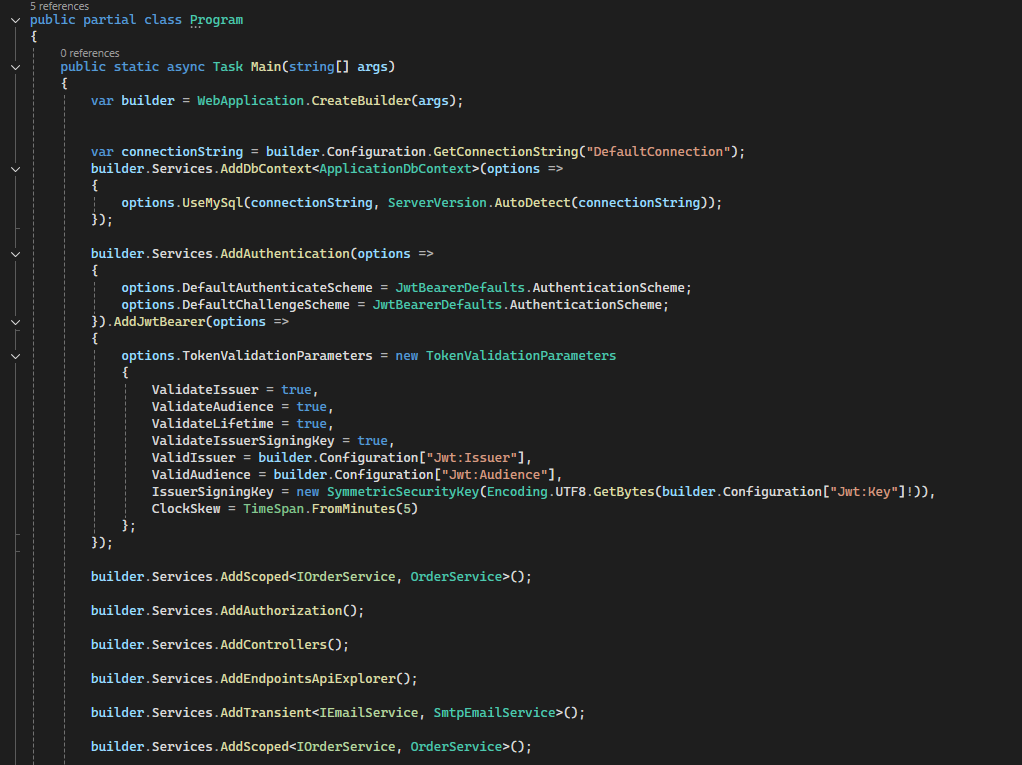 5 references
public partial class Program
{
0 references
public static async Task Main(string[] args)
{
var builder = WebApplication.CreateBuilder(args);
var connectionString = builder.Configuration.GetConnectionString("DefaultConnection");
builder.Services.AddDbContext<ApplicationDbContext>(options =>
{
options.UseMySql(connectionString, ServerVersion.AutoDetect(connectionString));
});
builder.Services.AddAuthentication(options =>
{
options.DefaultAuthenticateScheme = JwtBearerDefaults.AuthenticationScheme;
options.DefaultChallengeScheme = JwtBearerDefaults.AuthenticationScheme;
}).AddJwtBearer(options =>
{
options.TokenValidationParameters = new TokenValidationParameters
{
ValidateIssuer = true,
ValidateAudience = true,
ValidateLifetime = true,
ValidateIssuerSigningKey = true,
ValidIssuer = builder.Configuration["Jwt:Issuer"],
ValidAudience = builder.Configuration["Jwt:Audience"],
IssuerSigningKey = new SymmetricSecurityKey(Encoding.UTF8.GetBytes(builder.Configuration["Jwt:Key"]!)),
ClockSkew = TimeSpan.FromMinutes(5)
};
});
builder.Services.AddScoped<IOrderService, OrderService>();
builder.Services.AddAuthorization();
builder.Services.AddControllers();
builder.Services.AddEndpointsApiExplorer();
builder.Services.AddTransient<IEmailService, SmtpEmailService>();
builder.Services.AddScoped<IOrderService, OrderService>();